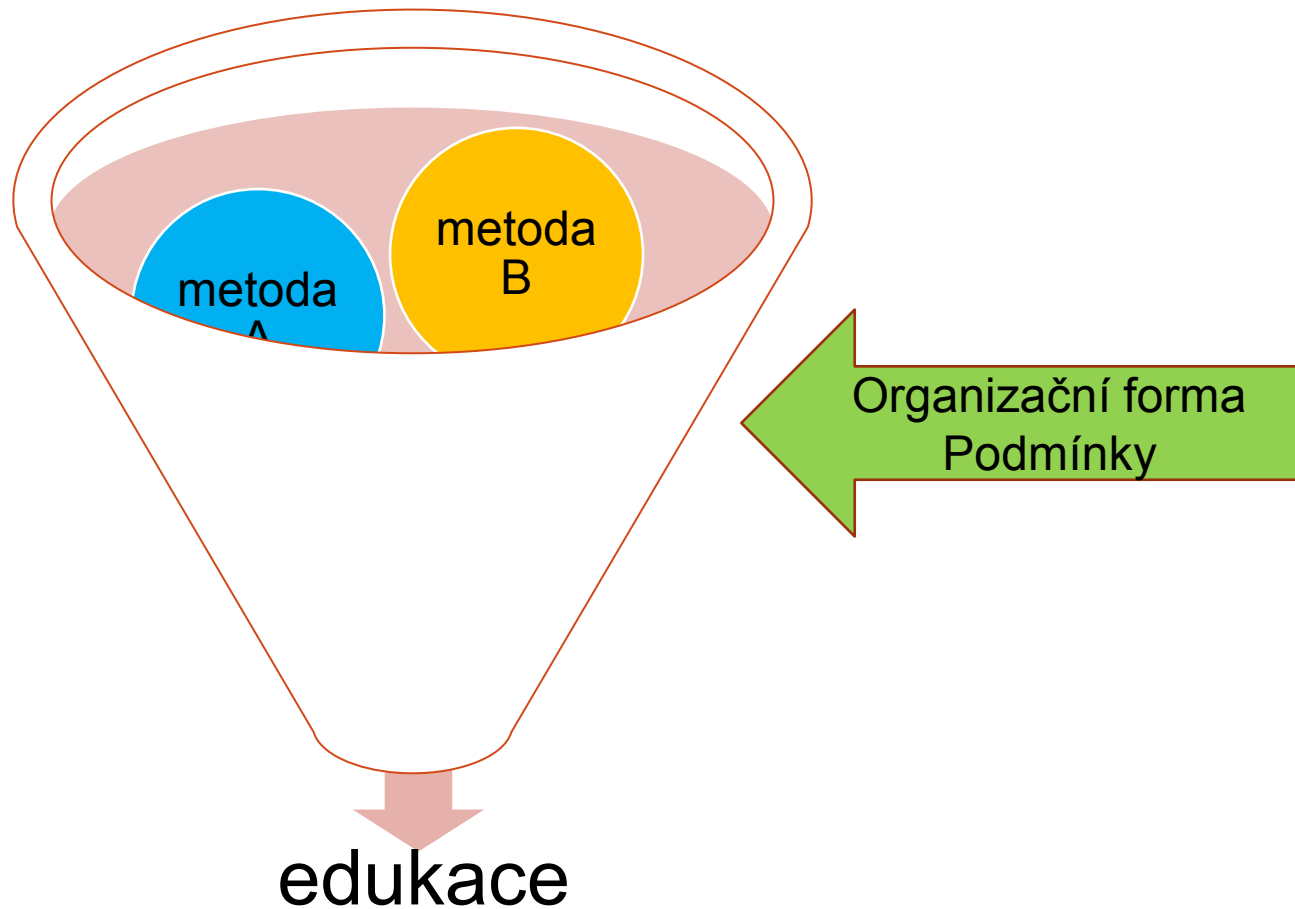 metoda
B
metoda
A
Organizační forma
Podmínky
edukace